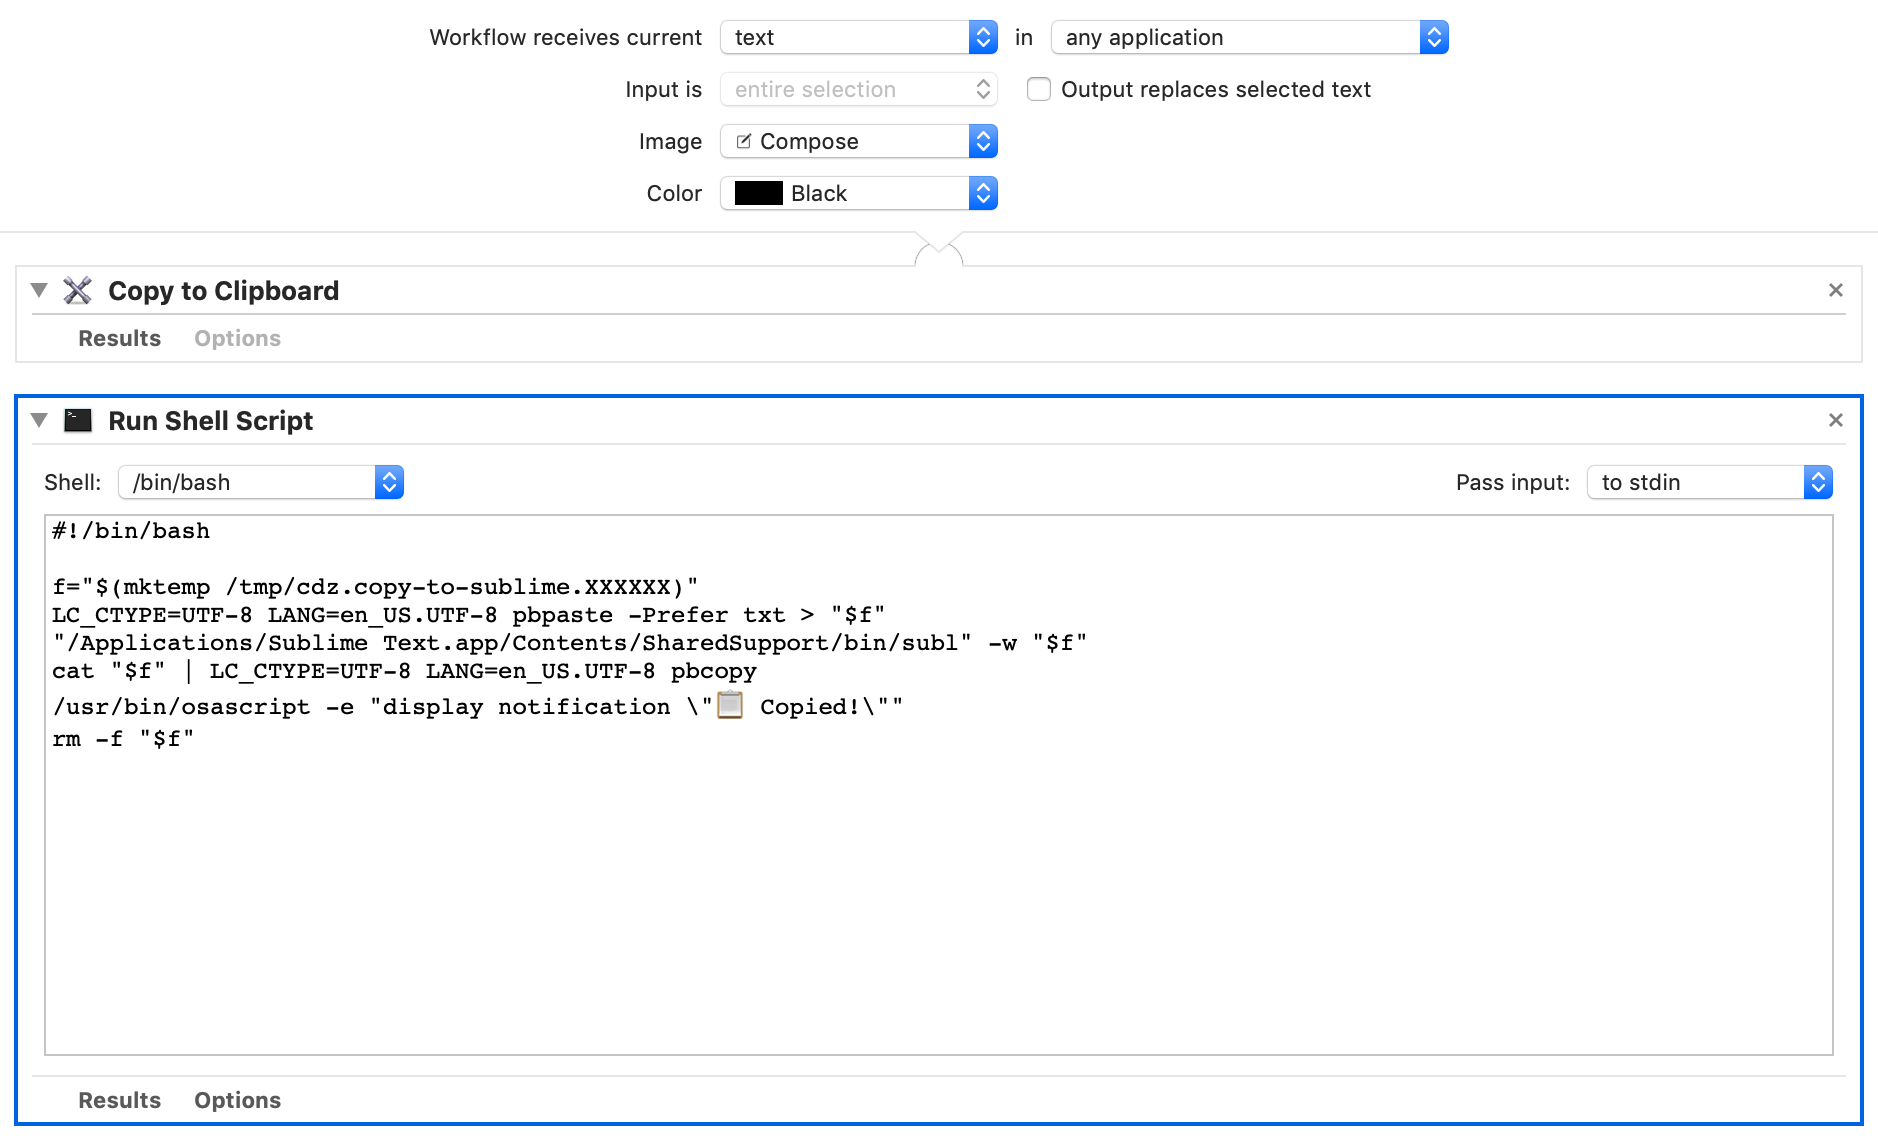 Workflow receives current text in any application
Input is entire selection Output replaces selected text
Image Compose
Color Black
Copy to Clipboard
Results Options
Run Shell Script
Shell: /bin/bash Pass input: to stdin
#!/bin/bash
f="$(mktemp /tmp/cdz.copy-to-sublime.XXXXXX)"
LC_CTYPE=UTF-8 LANG=en_US.UTF-8 pbpaste -Prefer txt > "$f"
"/Applications/Sublime Text.app/Contents/SharedSupport/bin/subl" -w "$f"
cat "$f" | LC_CTYPE=UTF-8 LANG=en_US.UTF-8 pbcopy
/usr/bin/osascript -e "display notification \"📋 Copied!\""
rm -f "$f"
Results Options